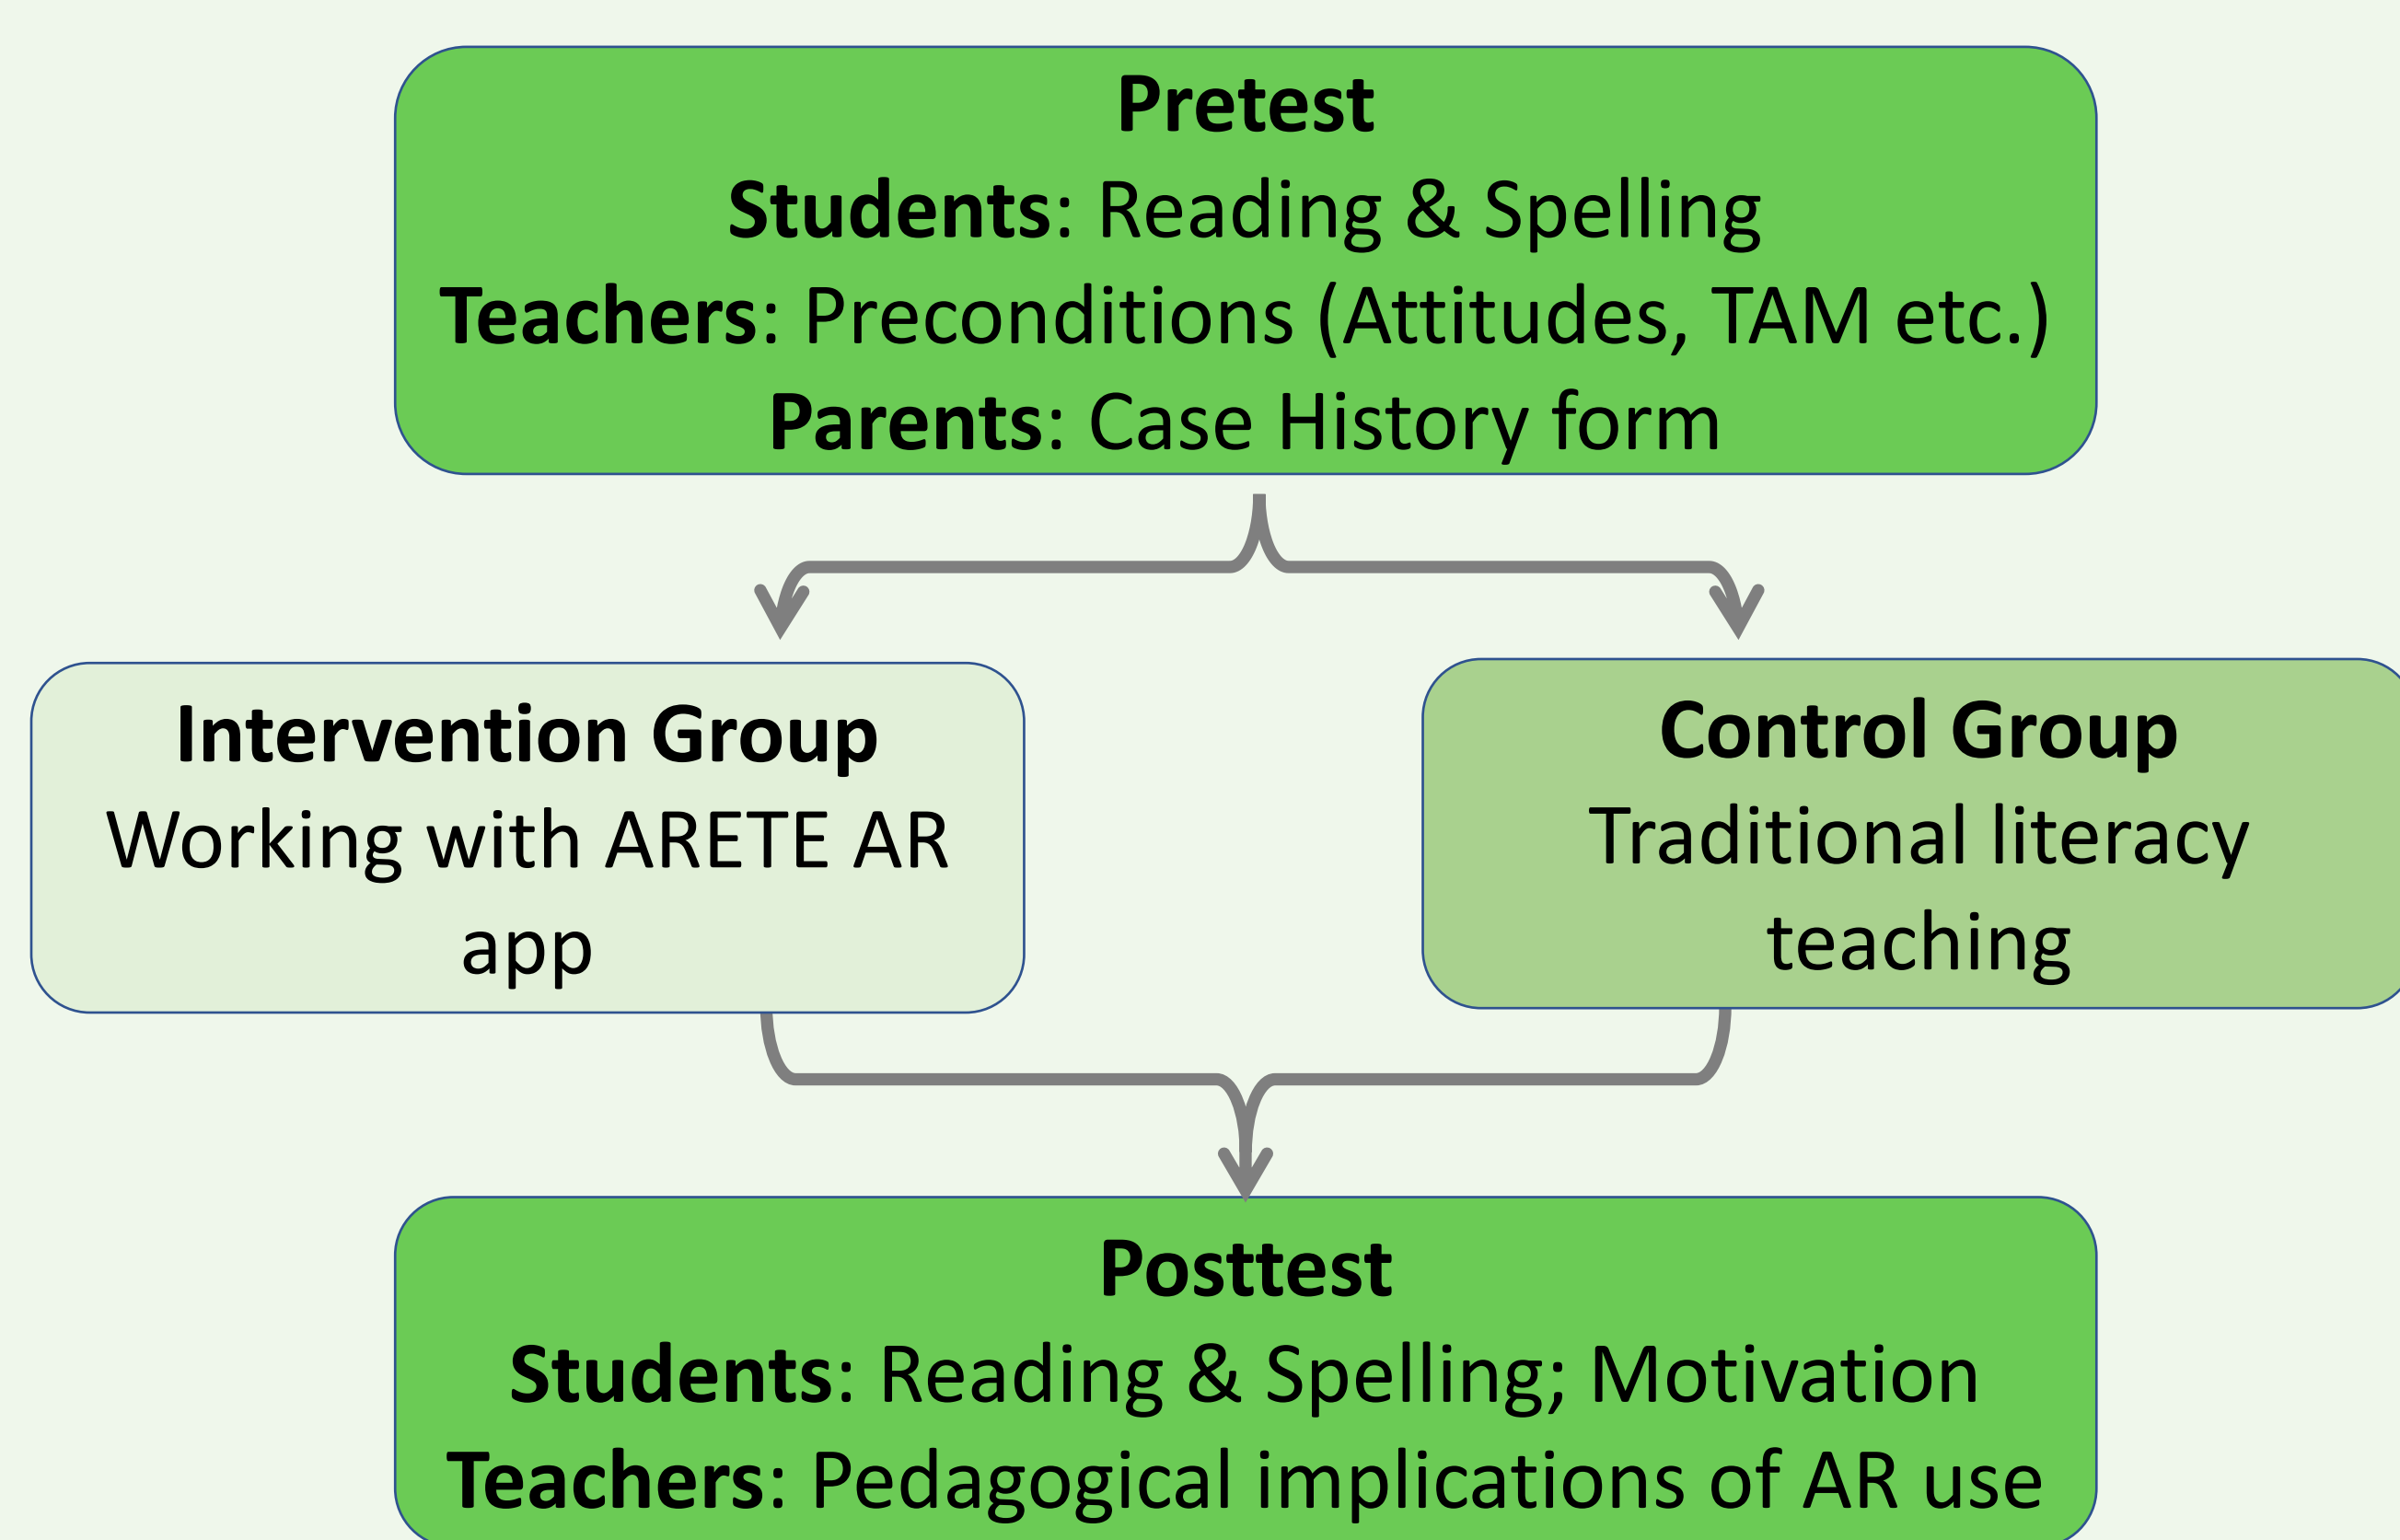 Pretest
Students: Reading & Spelling
Teachers: Preconditions (Attitudes, TAM etc.)
Parents: Case History form
Intervention Group
Working with ARETE AR
app
Control Group
Traditional literacy
teaching
Posttest
Students: Reading & Spelling; Motivation
Teachers: Pedagogical implications of AR use